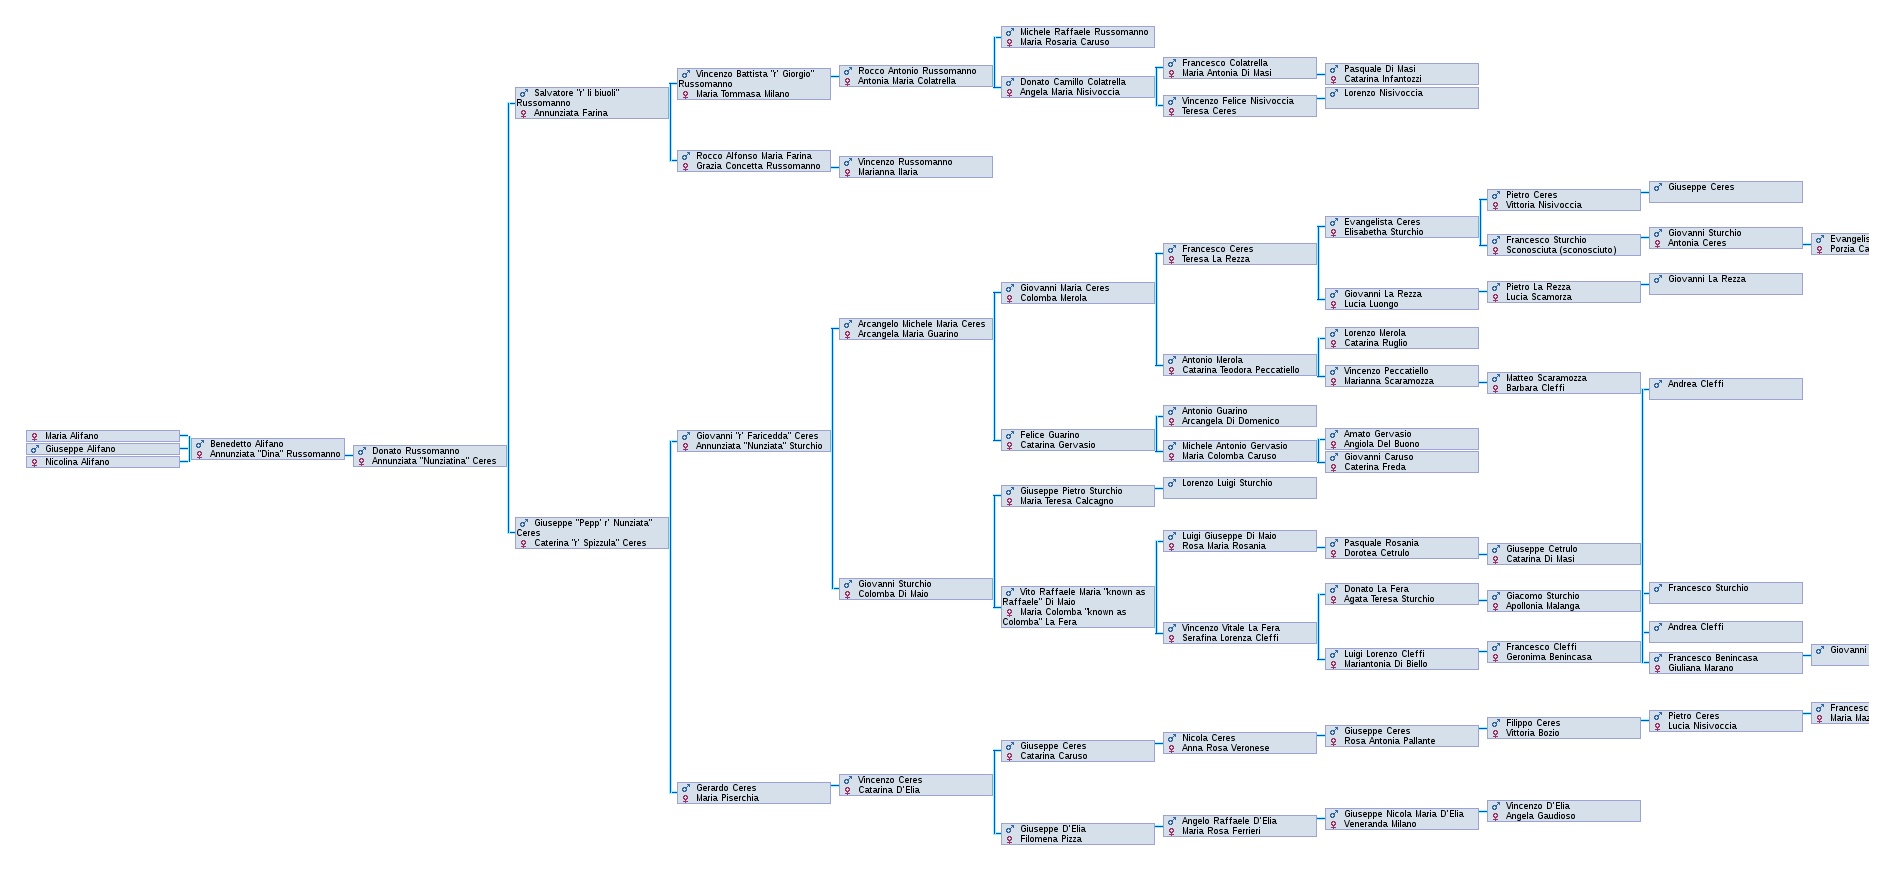 Maria Alifano
Giuseppe Alifano
Nicolina Alifano
Benedetto Alifano
Annunziata "Dina" Russomanno
Donato Russomanno
Annunziata "Nunziatina" Ceres
Salvatore "r' li biuoli"
Russomanno
Annunziata Farina
Giuseppe "Pepp' r' Nunziata"
Ceres
Caterina "r' Spizzula" Ceres
Vincenzo Battista "r' Giorgio"
Russomanno
Maria Tommasa Milano
Rocco Alfonso Maria Farina
Grazia Concetta Russomanno
Giovanni "r' Faricedda" Ceres
Annunziata "Nunziata" Sturchio
Gerardo Ceres
Maria Piserchia
Rocco Antonio Russomanno
Antonia Maria Colatrella
Vincenzo Russomanno
Marianna Ilaria
Arcangelo Michele Maria Ceres
Arcangela Maria Guarino
Giovanni Sturchio
Colomba Di Maio
Vincenzo Ceres
Catarina D'Elia
Michele Raffaele Russomanno
Maria Rosaria Caruso
Donato Camillo Colatrella
Angela Maria Nisivoccia
Giovanni Maria Ceres
Colomba Merola
Felice Guarino
Catarina Gervasio
Giuseppe Pietro Sturchio
Maria Teresa Calcagno
Vito Raffaele Maria "known as
Raffaele" Di Maio
Maria Colomba "known as
Colomba" La Fera
Giuseppe Ceres
Catarina Caruso
Giuseppe D'Elia
Filomena Pizza
Francesco Colatrella
Maria Antonia Di Masi
Vincenzo Felice Nisivoccia
Teresa Ceres
Francesco Ceres
Teresa La Rezza
Antonio Merola
Catarina Teodora Peccatiello
Antonio Guarino
Arcangela Di Domenico
Michele Antonio Gervasio
Maria Colomba Caruso
Lorenzo Luigi Sturchio
Luigi Giuseppe Di Maio
Rosa Maria Rosania
Vincenzo Vitale La Fera
Serafina Lorenza Cleffi
Nicola Ceres
Anna Rosa Veronese
Angelo Raffaele D'Elia
Maria Rosa Ferrieri
Pasquale Di Masi
Catarina Infantozzi
Lorenzo Nisivoccia
Evangelista Ceres
Elisabetha Sturchio
Giovanni La Rezza
Lucia Luongo
Lorenzo Merola
Catarina Ruglio
Vincenzo Peccatiello
Marianna Scaramozza
Amato Gervasio
Angiola Del Buono
Giovanni Caruso
Caterina Freda
Pasquale Rosania
Dorotea Cetrulo
Donato La Fera
Agata Teresa Sturchio
Luigi Lorenzo Cleffi
Mariantonia Di Biello
Giuseppe Ceres
Rosa Antonia Pallante
Giuseppe Nicola Maria D'Elia
Veneranda Milano
Pietro Ceres
Vittoria Nisivoccia
Francesco Sturchio
Sconosciuta (sconosciuto)
Pietro La Rezza
Lucia Scamorza
Matteo Scaramozza
Barbara Cleffi
Giuseppe Cetrulo
Catarina Di Masi
Giacomo Sturchio
Apollonia Malanga
Francesco Cleffi
Geronima Benincasa
Filippo Ceres
Vittoria Bozio
Vincenzo D'Elia
Angela Gaudioso
Giuseppe Ceres
Giovanni Sturchio
Antonia Ceres
Giovanni La Rezza
Andrea Cleffi
Francesco Sturchio
Andrea Cleffi
Francesco Benincasa
Giuliana Marano
Pietro Ceres
Lucia Nisivoccia
Evangelis
Porzia Ca
Giovanni
Francesc
Maria Maz